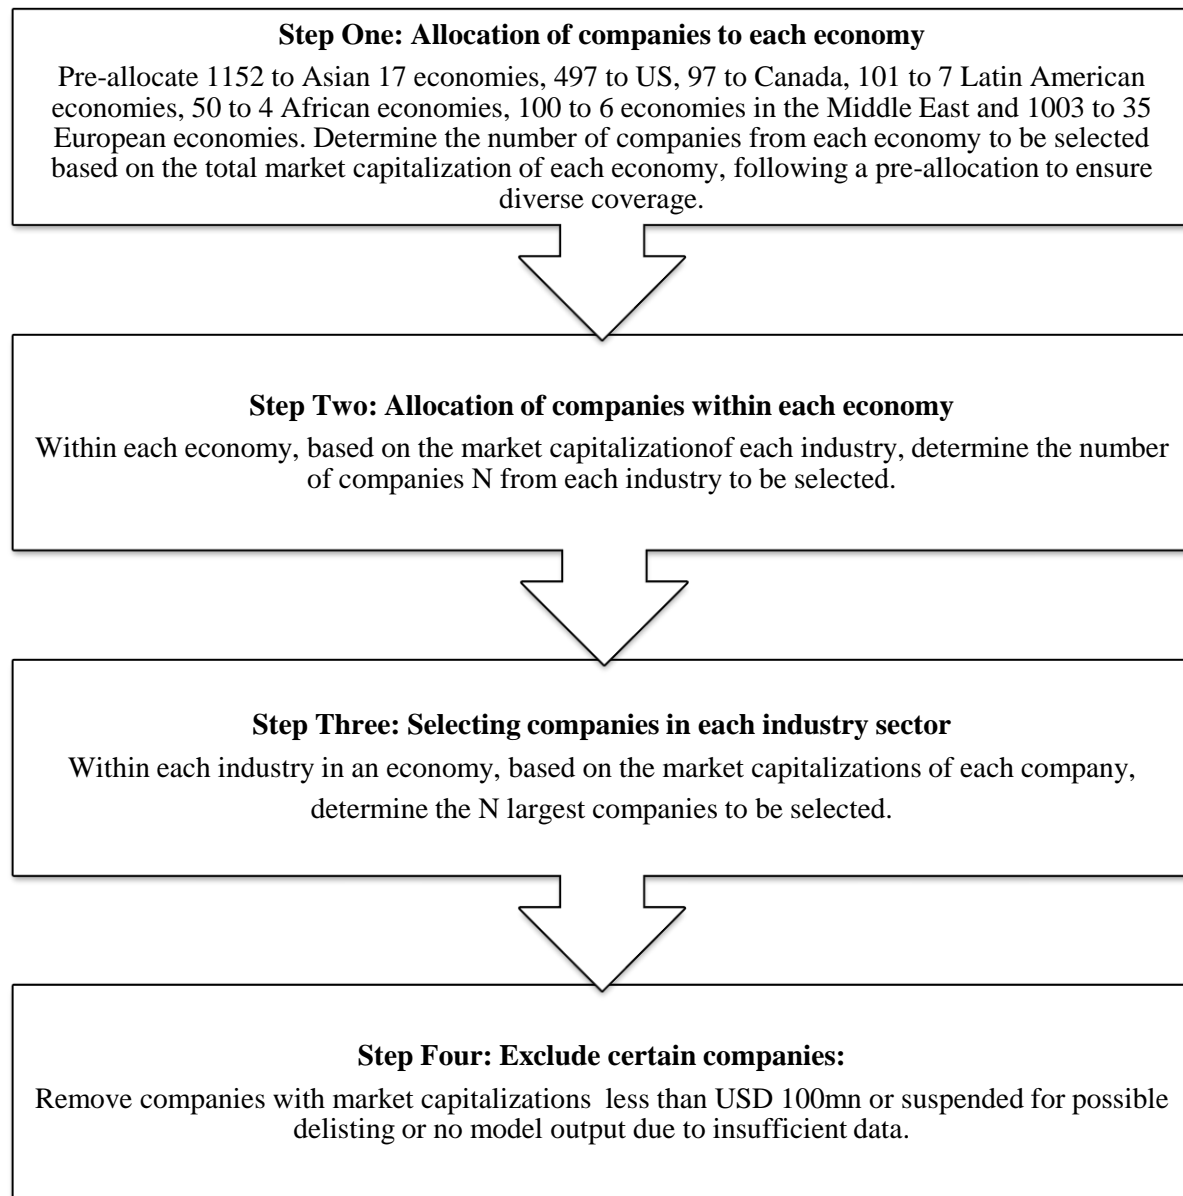 Step One: Allocation of companies to each economy
Pre-allocate 1152 to Asian 17 economies, 497 to US, 97 to Canada, 101 to 7 Latin American
economies, 50 to 4 African economies, 100 to 6 economies in the Middle East and 1003 to 35
European economies. Determine the number of companies from each economy to be selected
based on the total market capitalization of each economy, following a pre-allocation to ensure
diverse coverage.
Step Two: Allocation of companies within each economy
Within each economy, based on the market capitalizationof each industry, determine the number
of companies N from each industry to be selected.
Step Three: Selecting companies in each industry sector
Within each industry in an economy, based on the market capitalizations of each company,
determine the N largest companies to be selected.
Step Four: Exclude certain companies:
Remove companies with market capitalizations  less than USD 100mn or suspended for possible
delisting or no model output due to insufficient data.